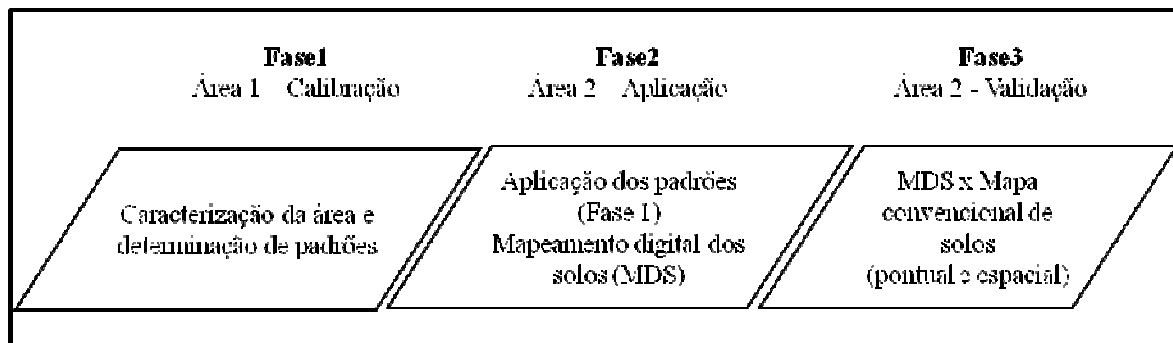 Fase1
Área 1 – Calibração
Fase2
Área 2 – Aplicação
Fase3
Área 2 - Validação
Caracterização da área e
determinação de padrões
Aplicação dos padrões
(Fase 1)
Mapeamento digital dos
solos (MDS)
MDS x Mapa
convencional de
solos
(pontual e espacial)